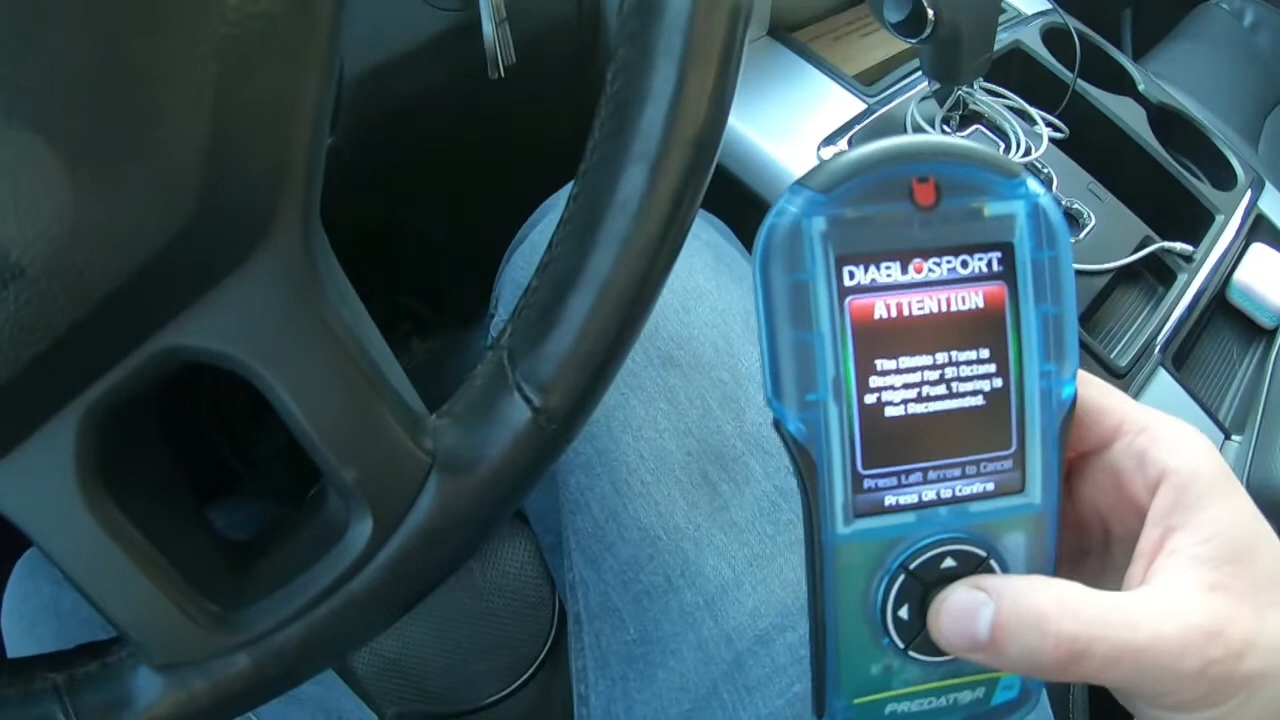 DIABLOSPORT
ATTENTION
The Diablo 91 Tune is
Designed for 91 Octane
or Higher Fuel. Towing is
Not Recommended.
Press Left Arrow to Cancel
Press OK to Confirm
PREDATOR